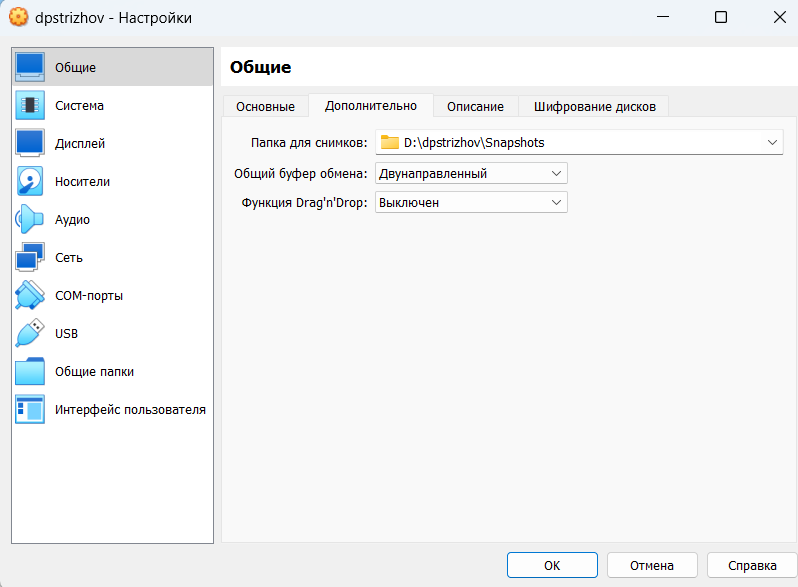 dpstrizhov - Настройки
Общие
Система
Дисплей
Носители
Аудио
Сеть
COM-порты
USB
Общие папки
Интерфейс пользователя
Общие
Основные Дополнительно Описание Шифрование дисков
Папка для снимков: D:\dpstrizhov\Snapshots
Общий буфер обмена: Двунаправленный
Функция Drag'n'Drop: Выключен
OK Отмена Справка